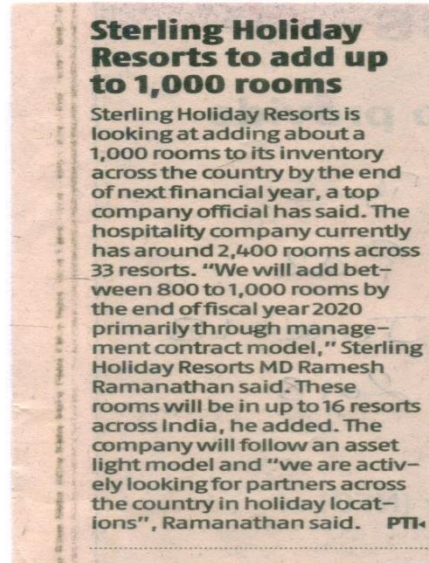 Sterling Holiday
Resorts to add up
to 1,000 rooms
Sterling Holiday Resorts is
looking at adding about a
1,000 rooms to its inventory
across the country by the end
of next financial year, a top
company official has said. The
hospitality company currently
has around 2,400 rooms across
33 resorts. "We will add bet-
ween 800 to 1,000 rooms by
the end of fiscal year 2020
primarily through manage-
ment contract model," Sterling
Holiday Resorts MD Ramesh
Ramanathan said. These
rooms will be in up to 16 resorts
across India, he added. The
company will follow an asset
light model and "we are activ-
ely looking for partners across
the country in holiday locat-
ions", Ramanathan said. PTI